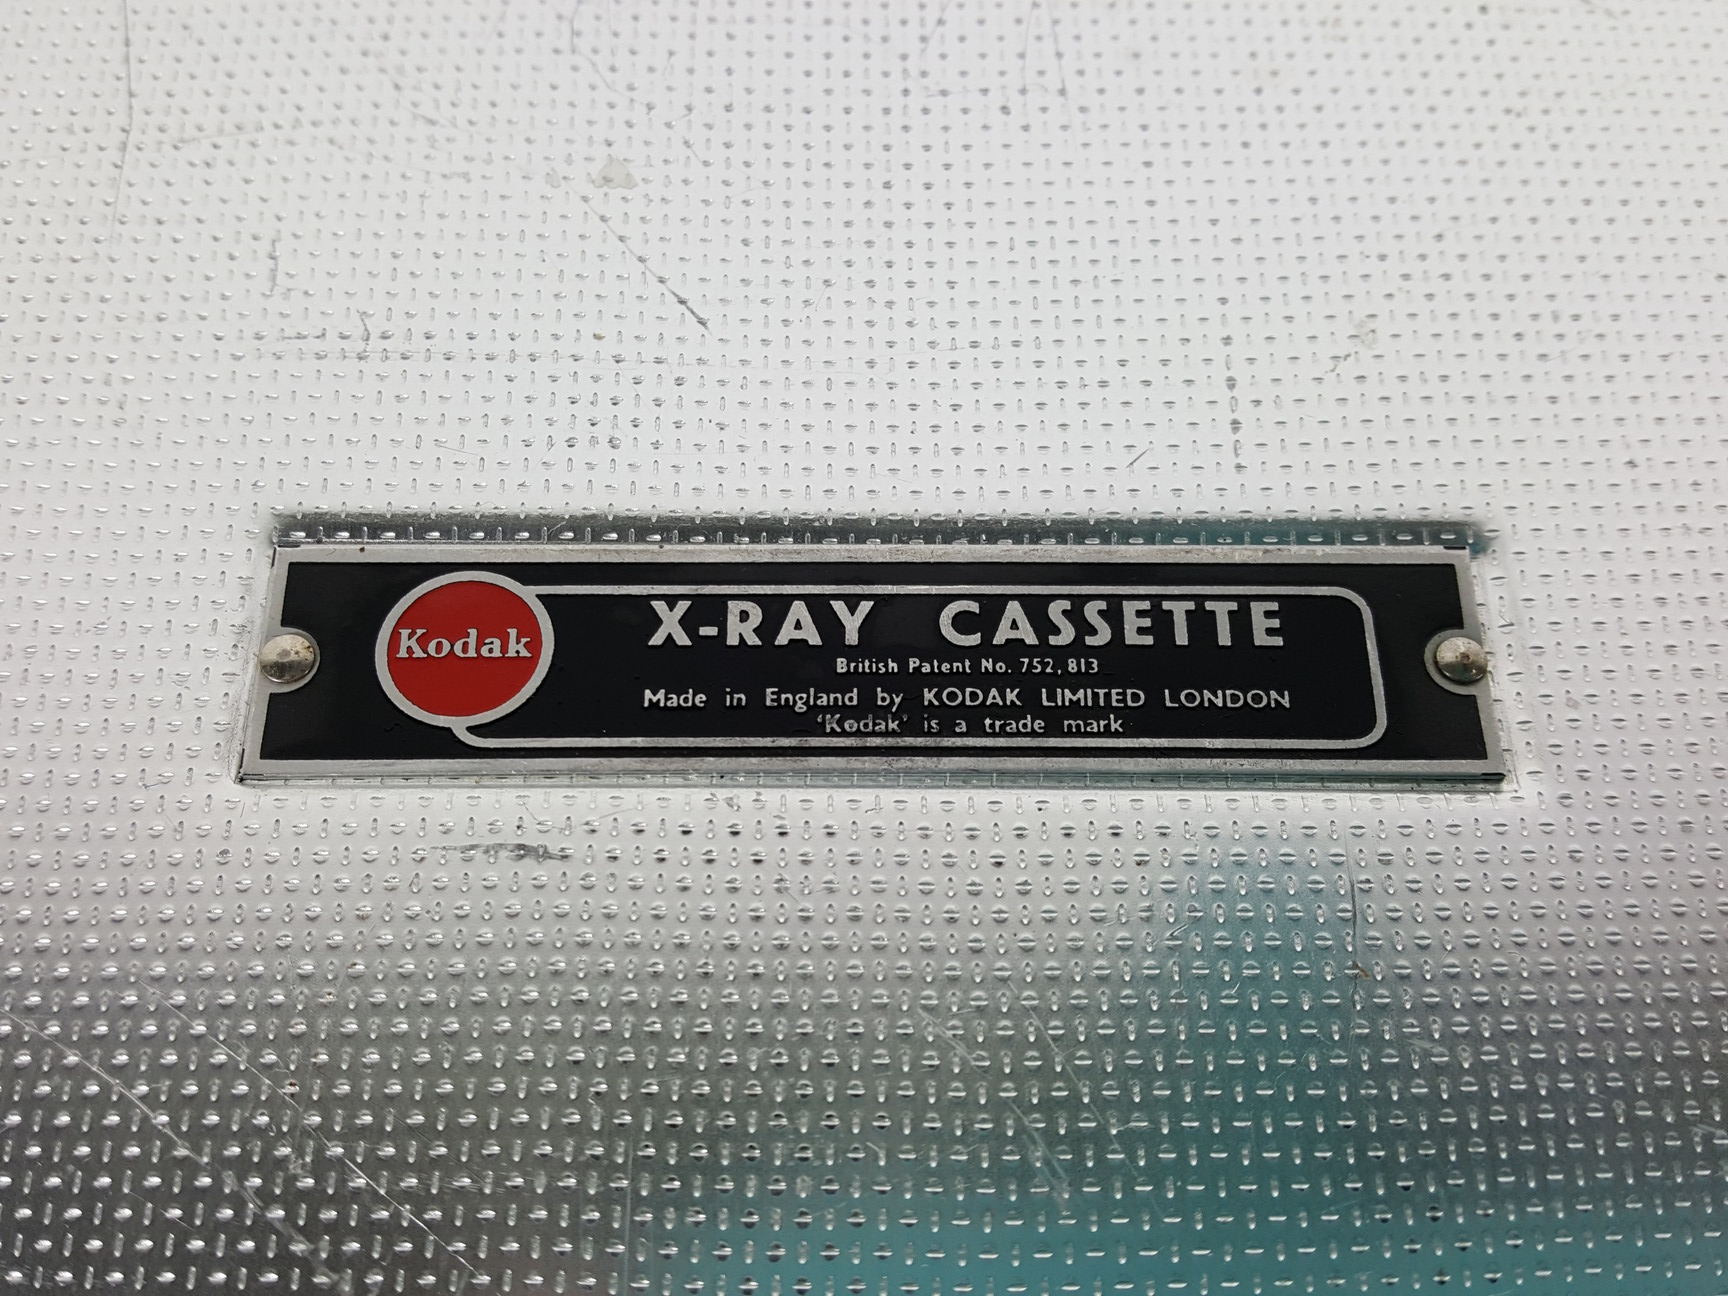 Kodak
X-RAY CASSETTE
British Patent No. 752,813
Made in England by KODAK LIMITED LONDON
‘Kodak’ is a trade mark